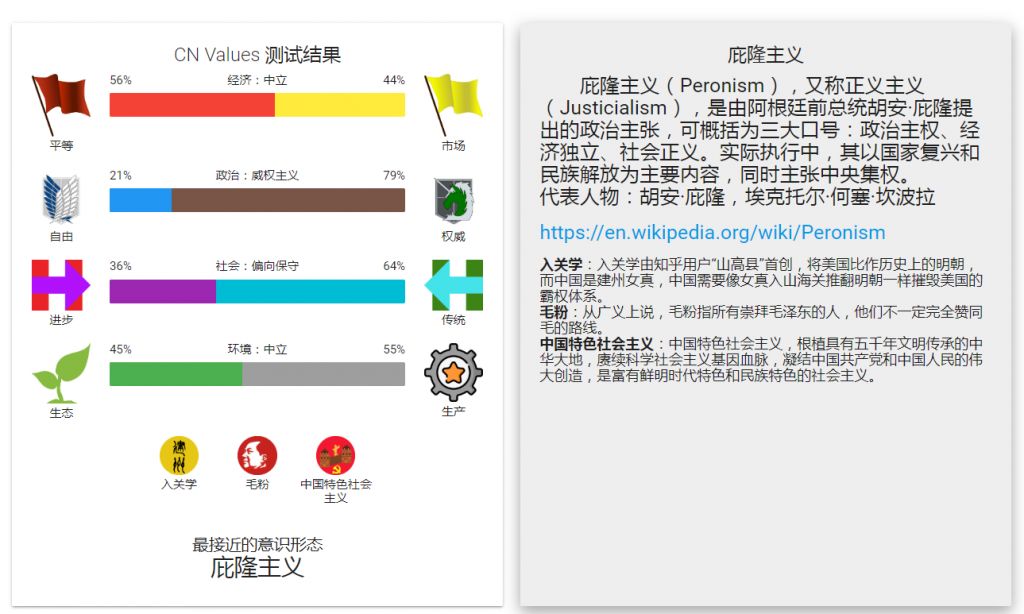 CN Values 测试结果
56% 经济：中立 44%
平等 市场
21% 政治：威权主义 79%
自由 权威
36% 社会：偏向保守 64%
进步 传统
45% 环境：中立 55%
生态 生产
建州
入关学 毛粉 中国特色社会
主义
最接近的意识形态
庇隆主义
庇隆主义
庇隆主义（Peronism），又称正义主义
（Justicialism），是由阿根廷前总统胡安·庇隆提
出的政治主张，可概括为三大口号：政治主权、经
济独立、社会正义。实际执行中，其以国家复兴和
民族解放为主要内容，同时主张中央集权。
代表人物：胡安·庇隆，埃克托尔·何塞·坎波拉
https://en.wikipedia.org/wiki/Peronism
入关学：入关学由知乎用户“山高县”首创，将美国比作历史上的明朝，
而中国是建州女真，中国需要像女真入山海关推翻明朝一样摧毁美国的
霸权体系。
毛粉：从广义上说，毛粉指所有崇拜毛泽东的人，他们不一定完全赞同
毛的路线。
中国特色社会主义：中国特色社会主义，根植具有五千年文明传承的中
华大地，赓续科学社会主义基因血脉，凝结中国共产党和中国人民的伟
大创造，是富有鲜明时代特色和民族特色的社会主义。